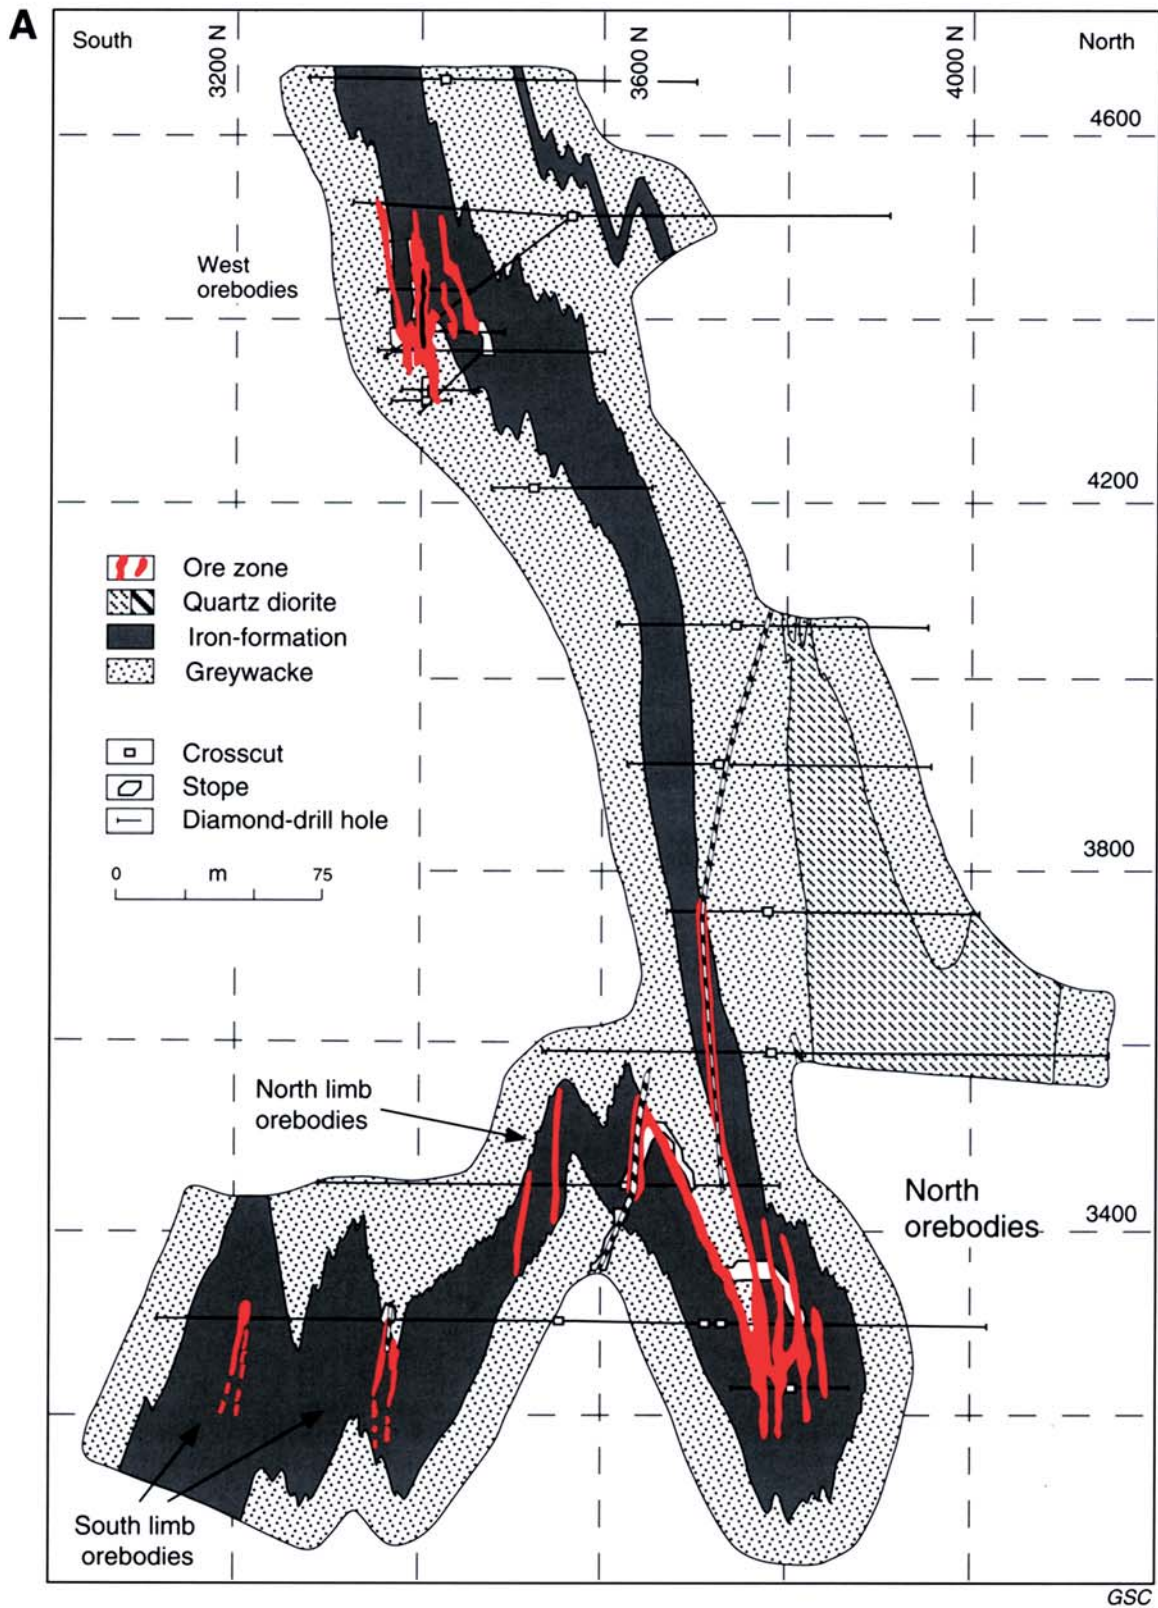 A
South
3200 N
3600 N
4000 N
North
4600
West
orebodies
4200
Ore zone
Quartz diorite
Iron-formation
Greywacke
Crosscut
Stope
Diamond-drill hole
0 m 75
3800
North limb
orebodies
North
orebodies
3400
South limb
orebodies
GSC